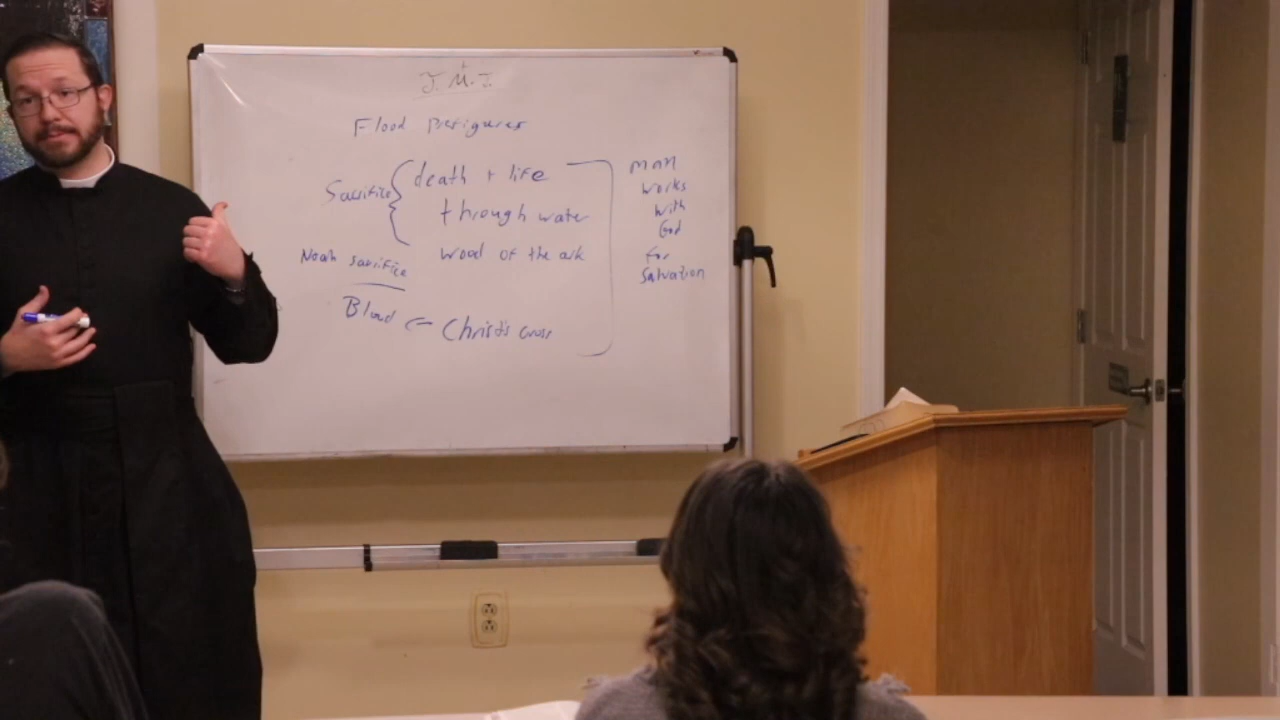 J. M. J.
Flood Prefigures
Sacrifice { death + life
through water
Noah sacrifice
wood of the ark
Blood ← Christ's cross
man
works
with
God
for
Salvation